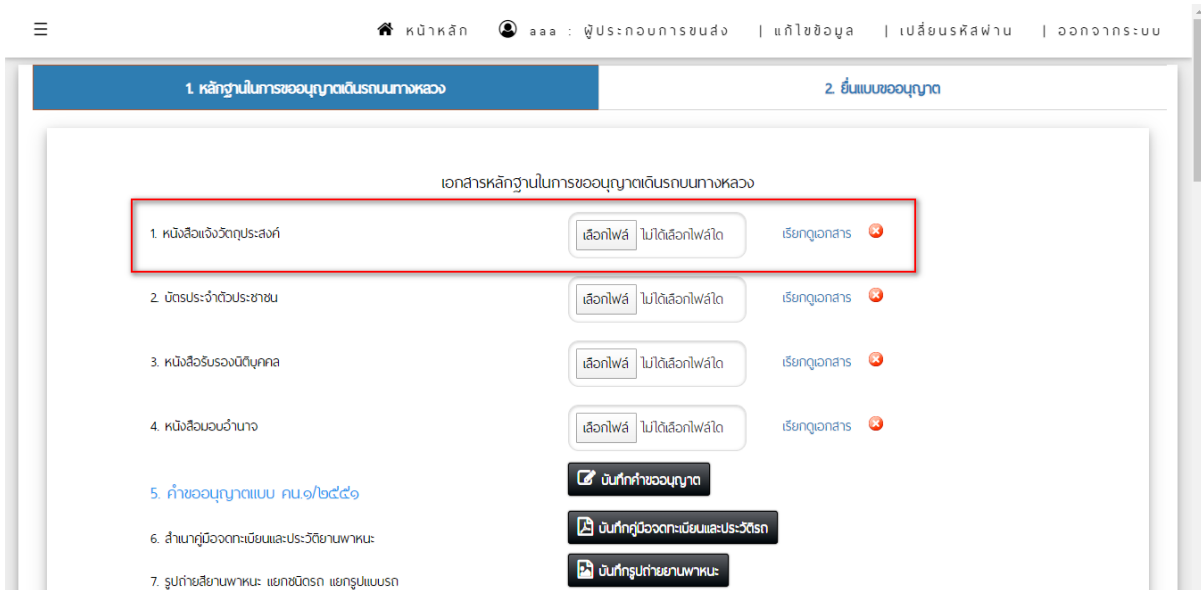 ☰ หน้าหลัก aaa : ผู้ประกอบการขนส่ง | แก้ไขข้อมูล | เปลี่ยนรหัสผ่าน | ออกจากระบบ
1. หลักฐานในการขออนุญาตเดินรถบนทางหลวง 2. ยื่นแบบขออนุญาต
เอกสารหลักฐานในการขออนุญาตเดินรถบนทางหลวง
1. หนังสือแจ้งวัตถุประสงค์ เลือกไฟล์ ไม่ได้เลือกไฟล์ใด เรียกดูเอกสาร
2. บัตรประจำตัวประชาชน เลือกไฟล์ ไม่ได้เลือกไฟล์ใด เรียกดูเอกสาร
3. หนังสือรับรองนิติบุคคล เลือกไฟล์ ไม่ได้เลือกไฟล์ใด เรียกดูเอกสาร
4. หนังสือมอบอำนาจ เลือกไฟล์ ไม่ได้เลือกไฟล์ใด เรียกดูเอกสาร
5. คำขออนุญาตแบบ คน.๑/๒๕๕๑ บันทึกคำขออนุญาต
6. สำเนาคู่มือจดทะเบียนและประวัติยานพาหนะ บันทึกคู่มือจดทะเบียนและประวัติรถ
7. รูปถ่ายสียานพาหนะ แยกชนิดรถ แยกรูปแบบรถ บันทึกรูปถ่ายยานพาหนะ